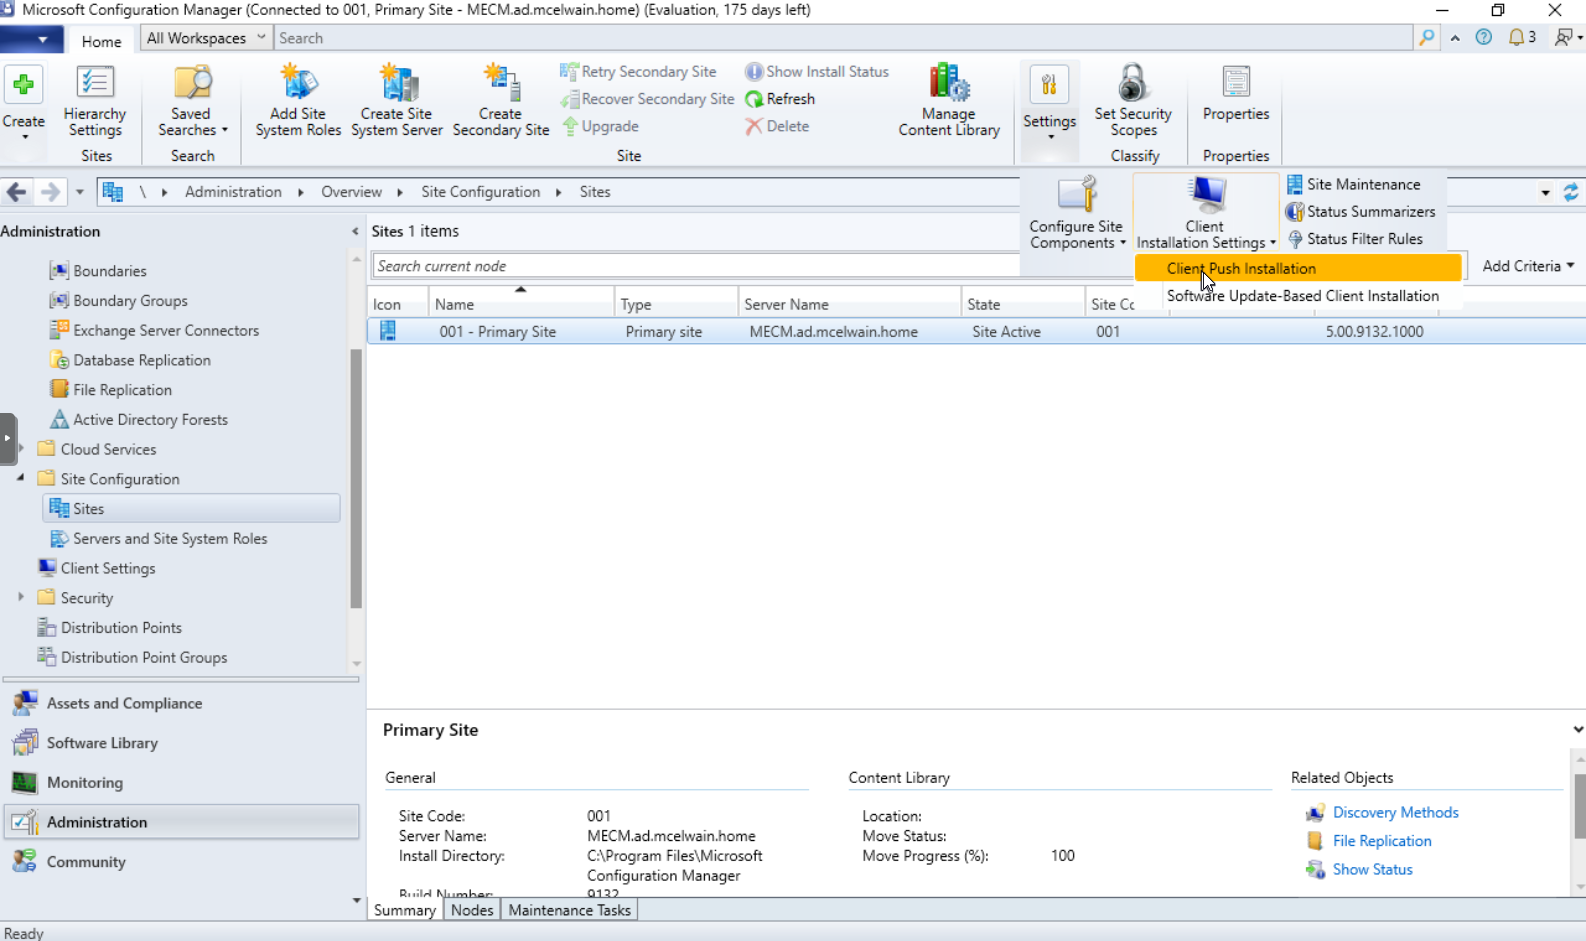 Microsoft Configuration Manager (Connected to 001, Primary Site - MECM.ad.mcelwain.home) (Evaluation, 175 days left)
Home
All Workspaces
Search
3
Create
Hierarchy
Settings
Sites
Saved
Searches
Search
Add Site
System Roles
Create Site
System Server
Create
Secondary Site
Retry Secondary Site
Recover Secondary Site
Upgrade
Show Install Status
Refresh
Delete
Manage
Content Library
Site
Settings
Set Security
Scopes
Classify
Properties
Properties
\ Administration Overview Site Configuration Sites
Configure Site
Components
Client
Installation Settings
Site Maintenance
Status Summarizers
Status Filter Rules
Client Push Installation
Software Update-Based Client Installation
Administration
Boundaries
Boundary Groups
Exchange Server Connectors
Database Replication
File Replication
Active Directory Forests
Cloud Services
Site Configuration
Sites
Servers and Site System Roles
Client Settings
Security
Distribution Points
Distribution Point Groups
Assets and Compliance
Software Library
Monitoring
Administration
Community
Sites 1 items
Search current node
Add Criteria
Icon Name Type Server Name State Site Cc
001 - Primary Site Primary site MECM.ad.mcelwain.home Site Active 001 5.00.9132.1000
Primary Site
General
Site Code: 001
Server Name: MECM.ad.mcelwain.home
Install Directory: C:\Program Files\Microsoft
Configuration Manager
Build Number: 9132
Content Library
Location:
Move Status:
Move Progress (%): 100
Related Objects
Discovery Methods
File Replication
Show Status
Summary Nodes Maintenance Tasks
Ready